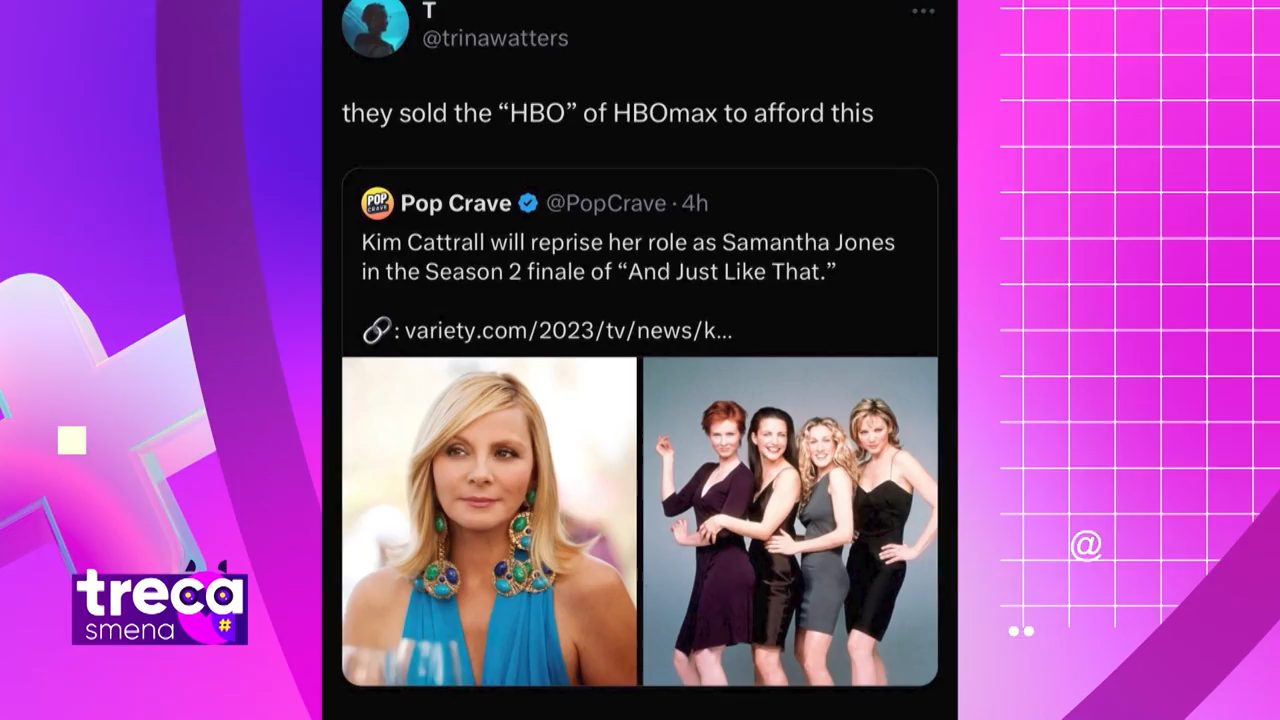 T
@trinawatters
they sold the “HBO” of HBOmax to afford this
POP CRAVE
Pop Crave @PopCrave · 4h
Kim Cattrall will reprise her role as Samantha Jones
in the Season 2 finale of “And Just Like That.”
🔗: variety.com/2023/tv/news/k...
treca
smena
#
@